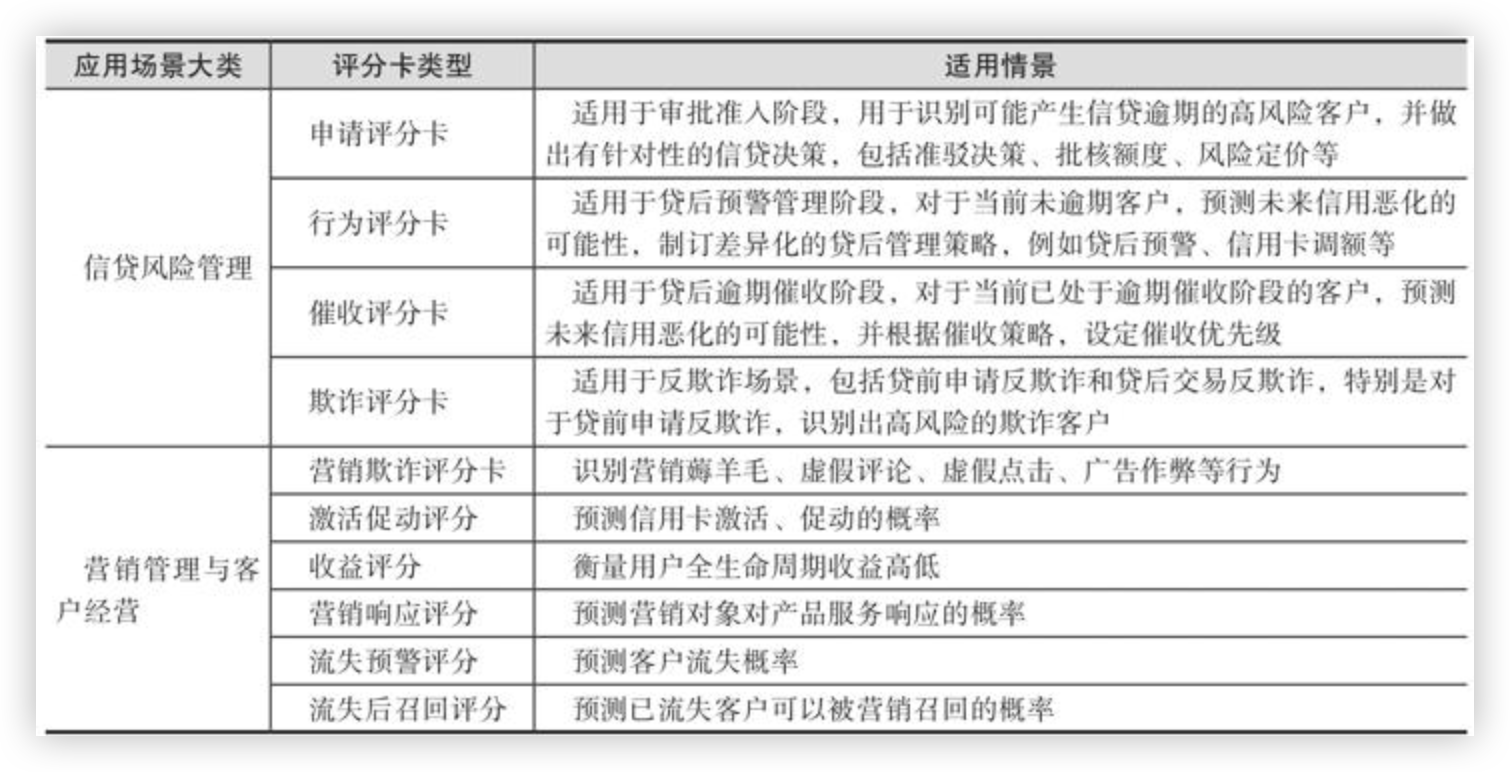 应用场景大类 评分卡类型 适用情景
信贷风险管理
申请评分卡
适用于审批准入阶段，用于识别可能产生信贷逾期的高风险客户，并做
出有针对性的信贷决策，包括准驳决策、批核额度、风险定价等
行为评分卡
适用于贷后预警管理阶段，对于当前未逾期客户，预测未来信用恶化的
可能性，制订差异化的贷后管理策略，例如贷后预警、信用卡调额等
催收评分卡
适用于贷后逾期催收阶段，对于当前已处于逾期催收阶段的客户，预测
未来信用恶化的可能性，并根据催收策略，设定催收优先级
欺诈评分卡
适用于反欺诈场景，包括贷前申请反欺诈和贷后交易反欺诈，特别是对
于贷前申请反欺诈，识别出高风险的欺诈客户
营销管理与客
户经营
营销欺诈评分卡 识别营销薅羊毛、虚假评论、虚假点击、广告作弊等行为
激活促动评分 预测信用卡激活、促动的概率
收益评分 衡量用户全生命周期收益高低
营销响应评分 预测营销对象对产品服务响应的概率
流失预警评分 预测客户流失概率
流失后召回评分 预测已流失客户可以被营销召回的概率